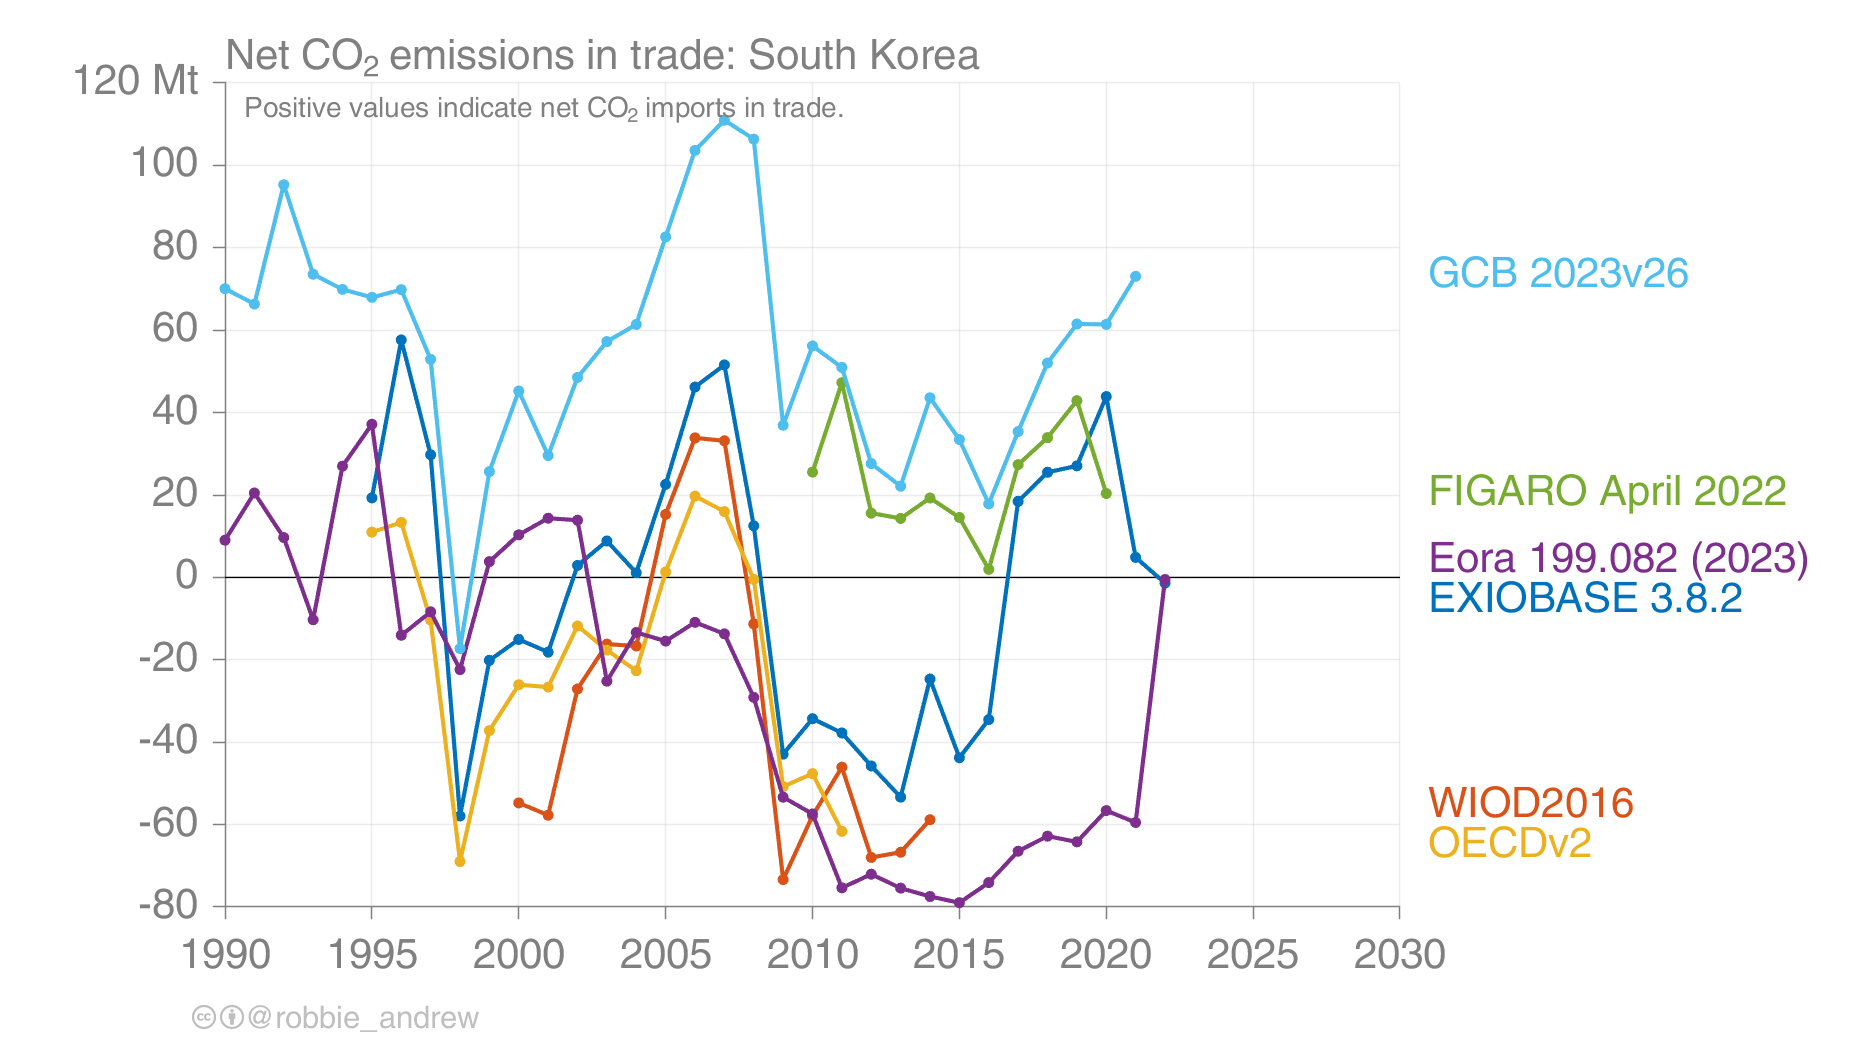 Net CO₂ emissions in trade: South Korea
120 Mt
Positive values indicate net CO₂ imports in trade.
100
80
60
40
20
0
-20
-40
-60
-80
GCB 2023v26
FIGARO April 2022
Eora 199.082 (2023)
EXIOBASE 3.8.2
WIOD2016
OECDv2
1990 1995 2000 2005 2010 2015 2020 2025 2030
cc @robbie_andrew